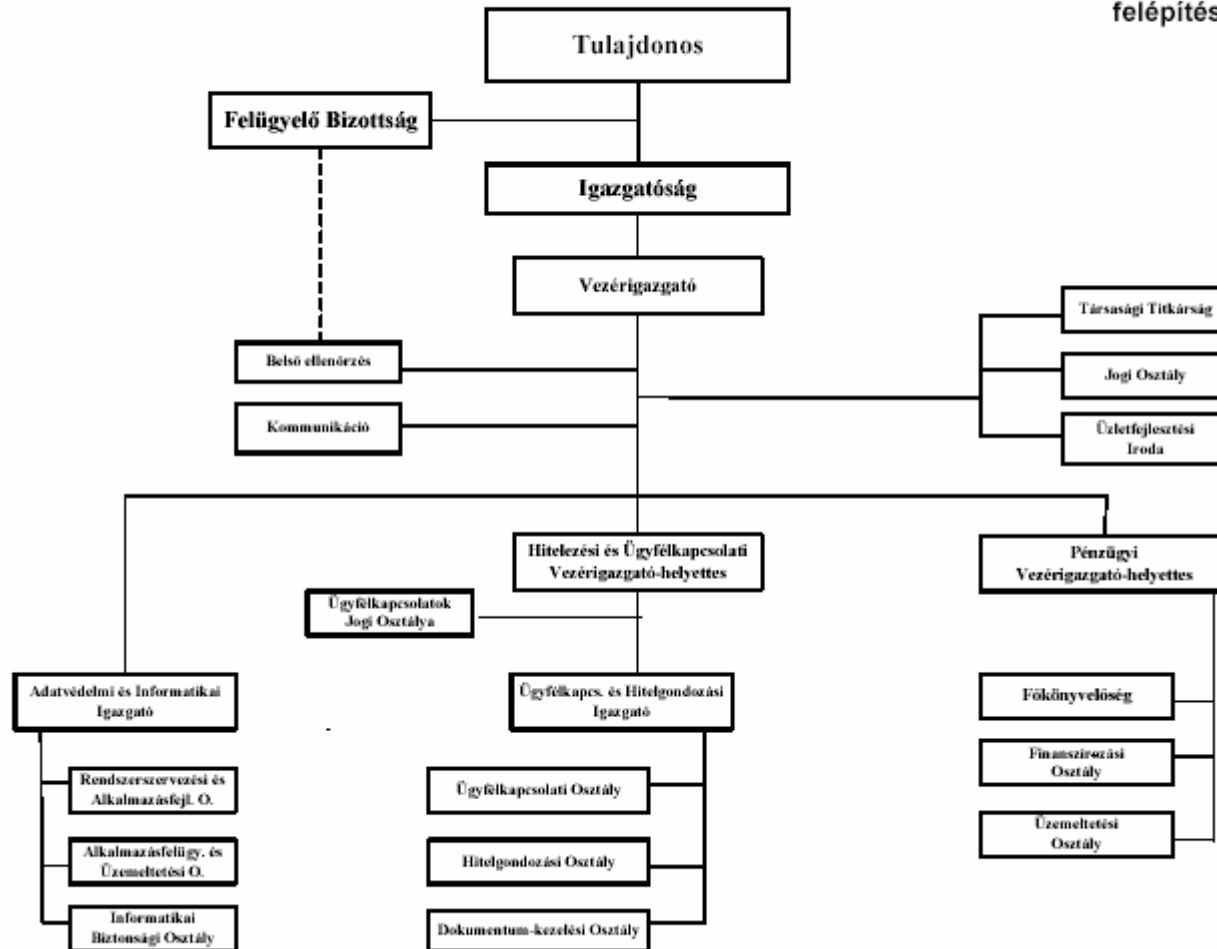 felépítés
Tulajdonos
Felügyelő Bizottság
Igazgatóság
Vezérigazgató
Társasági Titkárság
Belső ellenőrzés
Jogi Osztály
Kommunikáció
Üzletfejlesztési
Iroda
Hitelezési és Ügyfélkapcsolati
Vezérigazgató-helyettes
Pénzügyi
Vezérigazgató-helyettes
Ügyfélkapcsolatok
Jogi Osztálya
Adatvédelmi és Informatikai
Igazgató
Ügyfélkapcs. és Hitelgondozási
Igazgató
Főkönyvelőség
Rendszerszervezési és
Alkalmazásfejl. O.
Ügyfélkapcsolati Osztály
Finanszírozási
Osztály
Alkalmazásfelügy. és
Üzemeltetési O.
Hitelgondozási Osztály
Üzemeltetési
Osztály
Informatikai
Biztonsági Osztály
Dokumentum-kezelési Osztály